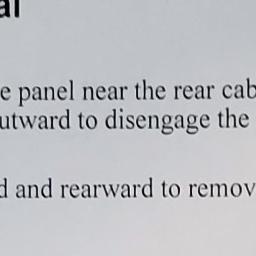 al
e panel near the rear cab
utward to disengage the
d and rearward to remov